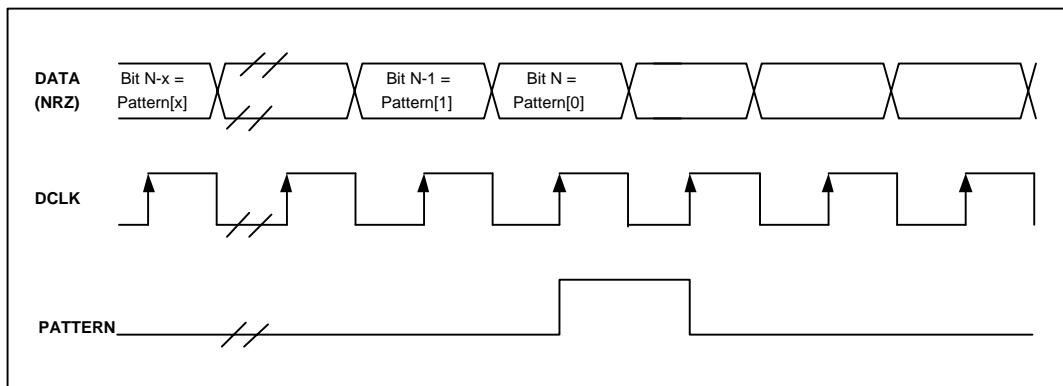 DATA
(NRZ)
Bit N-x =
Pattern[x]
Bit N-1 =
Pattern[1]
Bit N =
Pattern[0]
DCLK
PATTERN